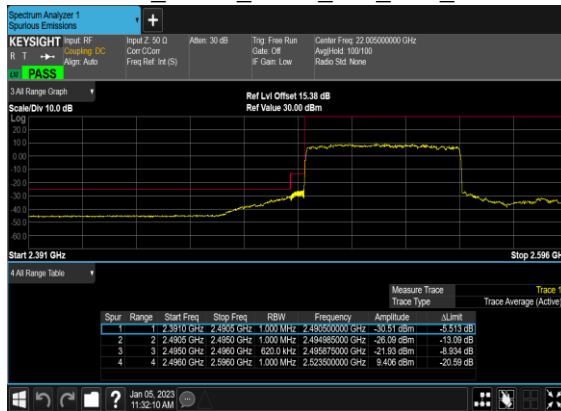 Spectrum Analyzer 1
Spurious Emissions
KEYSIGHT Input: RF Input Z: 50 Ω Atten: 30 dB Trig: Free Run Center Freq: 22.005000000 GHz
R T Coupling: DC Corr CCorr Gate: Off Avg|Hold: 100/100
Align: Auto Freq Ref: Int (S) IF Gain: Low Radio Std: None
PASS
3 All Range Graph Ref Lvl Offset 15.38 dB
Scale/Div 10.0 dB Ref Value 30.00 dBm
Log
20.0
10.0
0.00
-10.0
-20.0
-30.0
-40.0
-50.0
-60.0
Start 2.391 GHz Stop 2.596 GH
4 All Range Table
Measure Trace Trace 1
Trace Type Trace Average (Active)
Spur Range Start Freq Stop Freq RBW Frequency Amplitude ΔLimit
1 1 2.3910 GHz 2.4905 GHz 1.000 MHz 2.490500000 GHz -30.51 dBm -5.513 dB
2 2 2.4905 GHz 2.4950 GHz 1.000 MHz 2.494985000 GHz -26.09 dBm -13.09 dB
3 3 2.4950 GHz 2.4960 GHz 620.0 kHz 2.495875000 GHz -21.93 dBm -8.934 dB
4 4 2.4960 GHz 2.5960 GHz 1.000 MHz 2.523500000 GHz 9.406 dBm -20.59 dB
Jan 05, 2023
11:32:10 AM